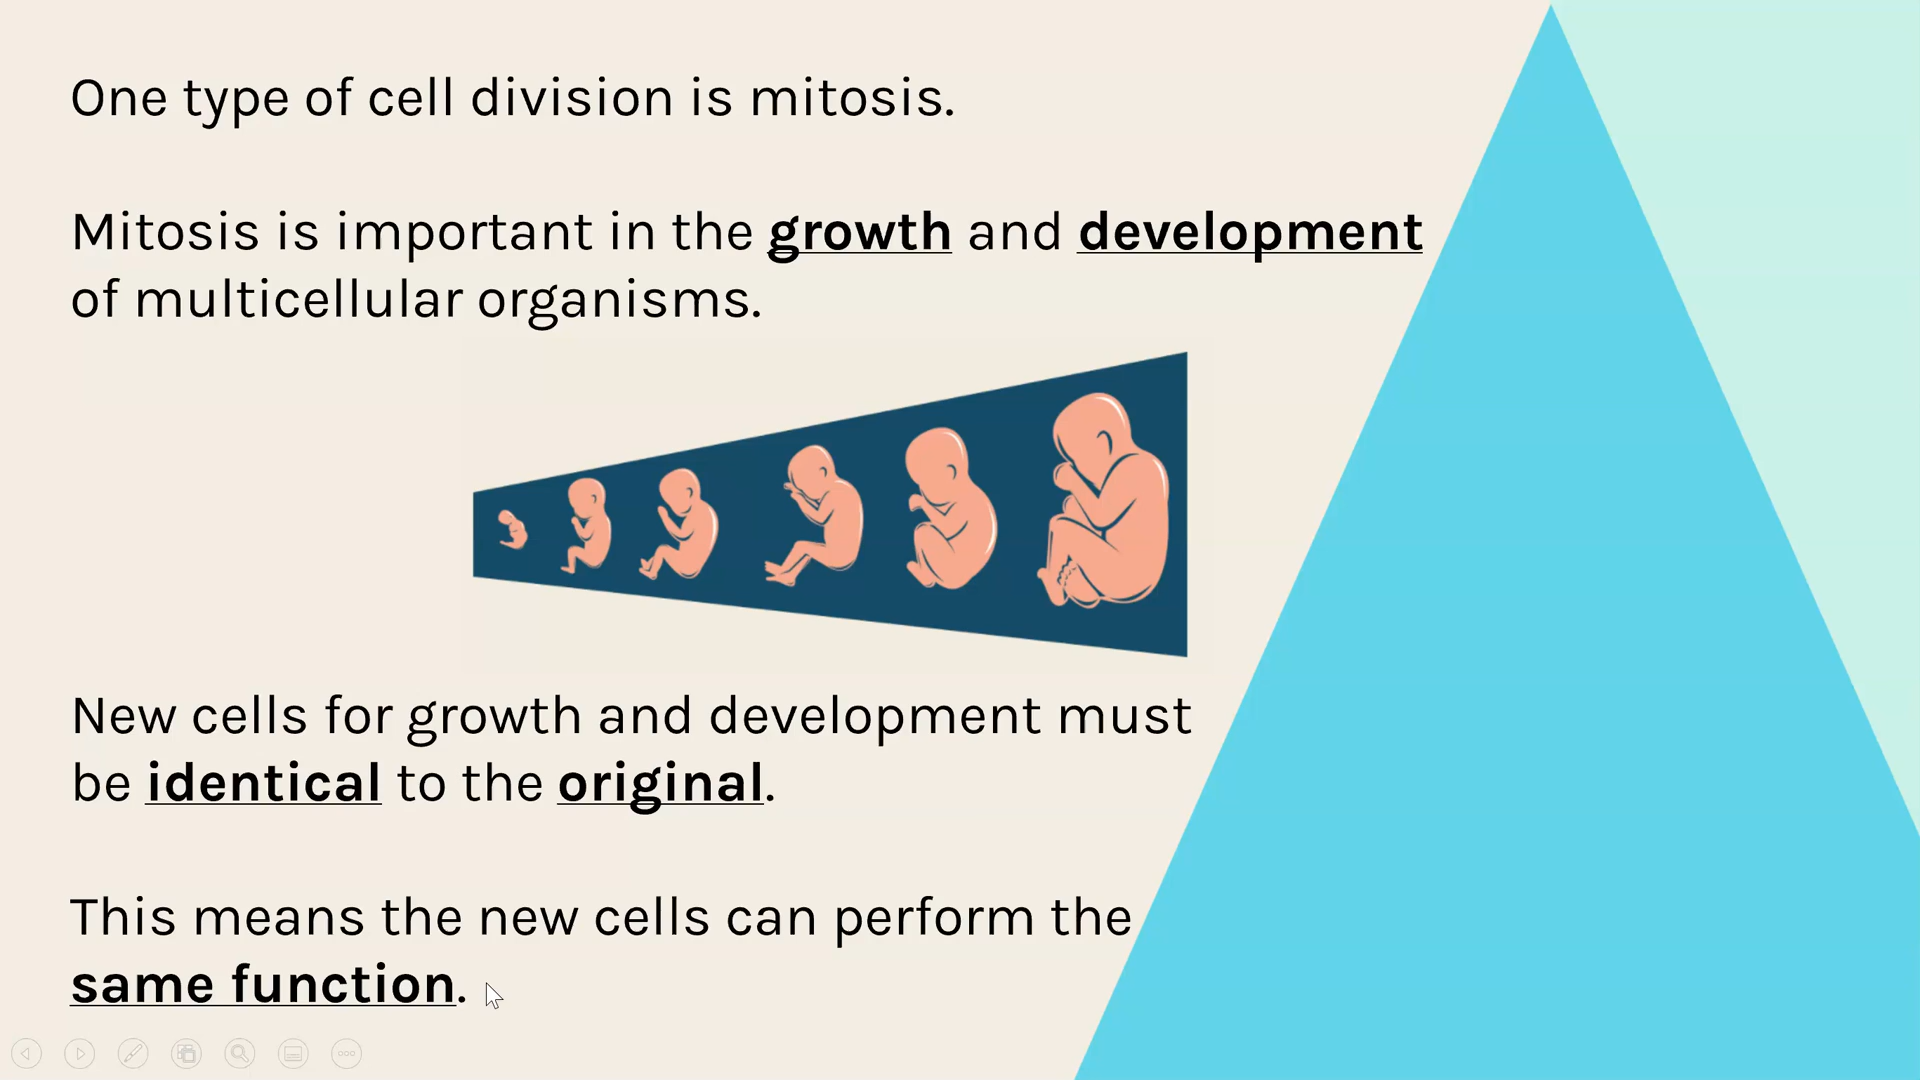 One type of cell division is mitosis.
Mitosis is important in the growth and development
of multicellular organisms.
New cells for growth and development must
be identical to the original.
This means the new cells can perform the
same function.